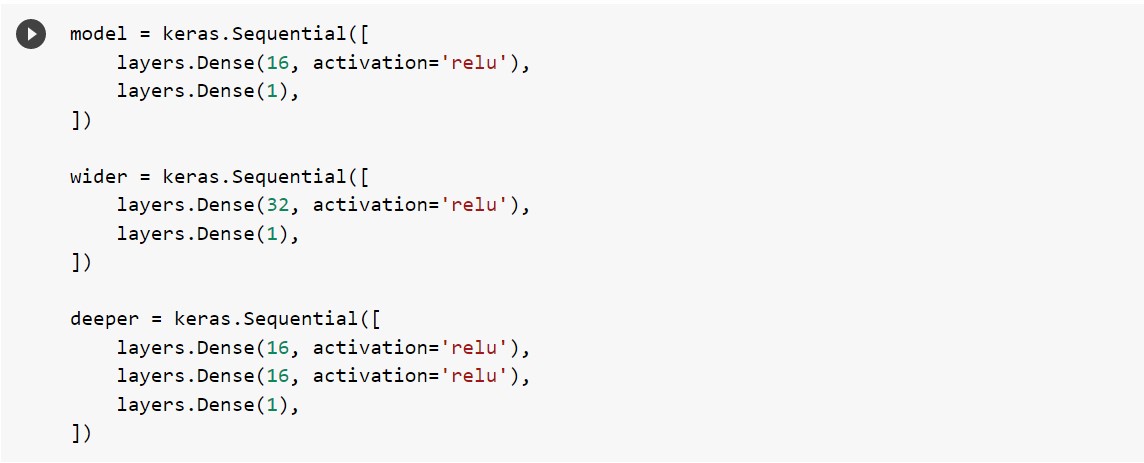 model = keras.Sequential([
    layers.Dense(16, activation='relu'),
    layers.Dense(1),
])

wider = keras.Sequential([
    layers.Dense(32, activation='relu'),
    layers.Dense(1),
])

deeper = keras.Sequential([
    layers.Dense(16, activation='relu'),
    layers.Dense(16, activation='relu'),
    layers.Dense(1),
])